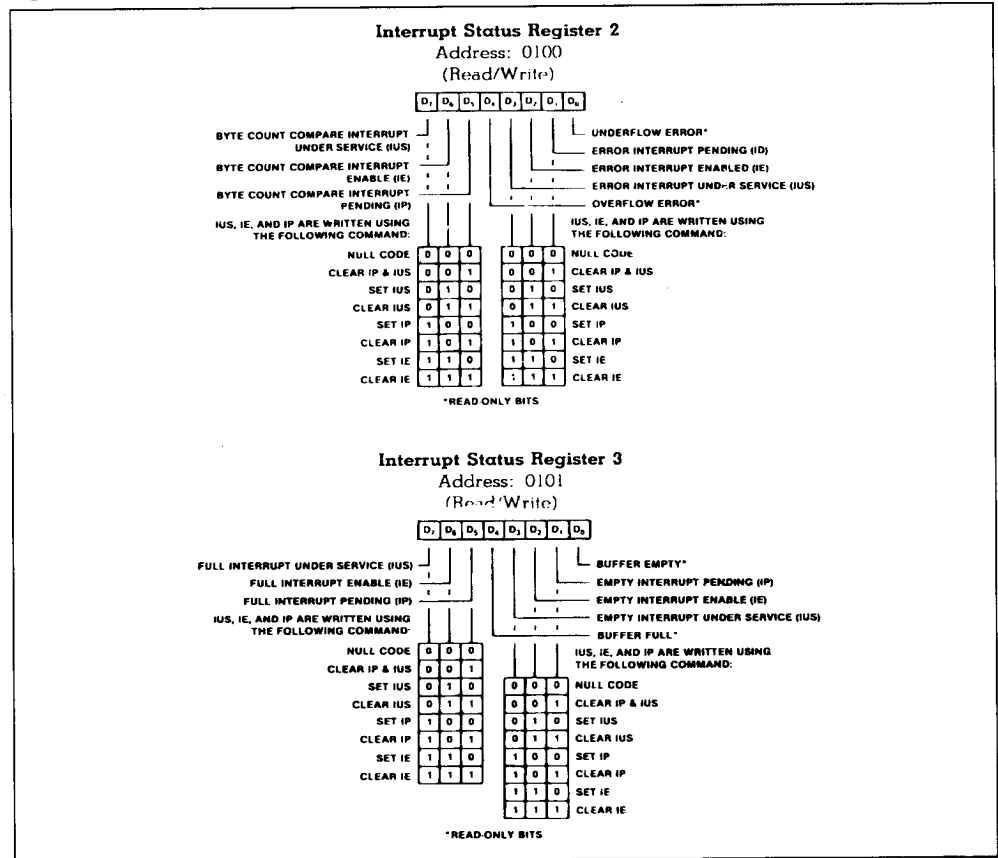 Interrupt Status Register 2
Address: 0100
(Read/Write)
D7 D6 D5 D4 D3 D2 D1 D0
BYTE COUNT COMPARE INTERRUPT
UNDER SERVICE (IUS)
BYTE COUNT COMPARE INTERRUPT
ENABLE (IE)
BYTE COUNT COMPARE INTERRUPT
PENDING (IP)
IUS, IE, AND IP ARE WRITTEN USING
THE FOLLOWING COMMAND:
UNDERFLOW ERROR*
ERROR INTERRUPT PENDING (ID)
ERROR INTERRUPT ENABLED (IE)
ERROR INTERRUPT UNDER SERVICE (IUS)
OVERFLOW ERROR*
IUS, IE, AND IP ARE WRITTEN USING
THE FOLLOWING COMMAND:
NULL CODE 0 0 0 0 0 0 NULL CODE
CLEAR IP & IUS 0 0 1 0 0 1 CLEAR IP & IUS
SET IUS 0 1 0 0 1 0 SET IUS
CLEAR IUS 0 1 1 0 1 1 CLEAR IUS
SET IP 1 0 0 1 0 0 SET IP
CLEAR IP 1 0 1 1 0 1 CLEAR IP
SET IE 1 1 0 1 1 0 SET IE
CLEAR IE 1 1 1 1 1 1 CLEAR IE
*READ-ONLY BITS
Interrupt Status Register 3
Address: 0101
(Read/Write)
D7 D6 D5 D4 D3 D2 D1 D0
FULL INTERRUPT UNDER SERVICE (IUS)
FULL INTERRUPT ENABLE (IE)
FULL INTERRUPT PENDING (IP)
IUS, IE, AND IP ARE WRITTEN USING
THE FOLLOWING COMMAND:
NULL CODE 0 0 0
CLEAR IP & IUS 0 0 1
SET IUS 0 1 0
CLEAR IUS 0 1 1
SET IP 1 0 0
CLEAR IP 1 0 1
SET IE 1 1 0
CLEAR IE 1 1 1
BUFFER EMPTY*
EMPTY INTERRUPT PENDING (IP)
EMPTY INTERRUPT ENABLE (IE)
EMPTY INTERRUPT UNDER SERVICE (IUS)
BUFFER FULL*
IUS, IE, AND IP ARE WRITTEN USING
THE FOLLOWING COMMAND:
0 0 0 NULL CODE
0 0 1 CLEAR IP & IUS
0 1 0 SET IUS
0 1 1 CLEAR IUS
1 0 0 SET IP
1 0 1 CLEAR IP
1 1 0 SET IE
1 1 1 CLEAR IE
*READ-ONLY BITS